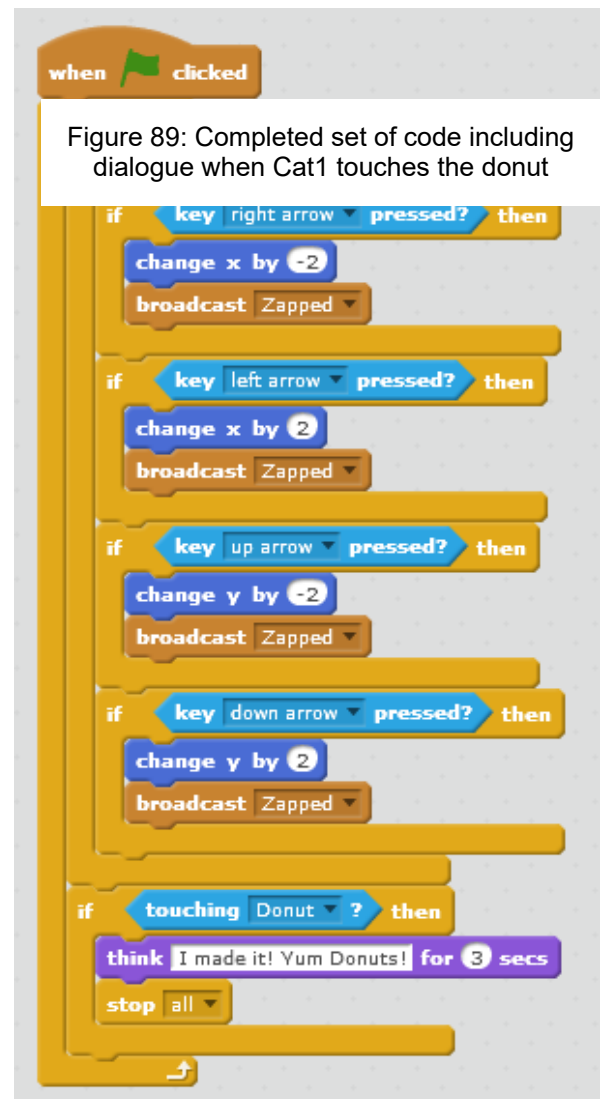 when clicked
Figure 89: Completed set of code including
dialogue when Cat1 touches the donut
if key right arrow pressed? then
change x by -2
broadcast Zapped
if key left arrow pressed? then
change x by 2
broadcast Zapped
if key up arrow pressed? then
change y by -2
broadcast Zapped
if key down arrow pressed? then
change y by 2
broadcast Zapped
if touching Donut ? then
think I made it! Yum Donuts! for 3 secs
stop all